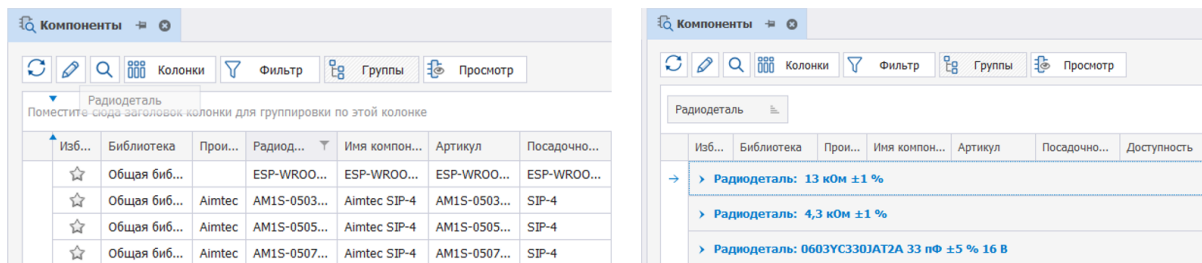 Компоненты
Колонки Фильтр Группы Просмотр
Радиодеталь
Поместите сюда заголовок колонки для группировки по этой колонке
Изб... Библиотека Прои... Радиод... Имя компон... Артикул Посадочно...
Общая биб... ESP-WROO... ESP-WROO... ESP-WROO... ESP-WROO...
Общая биб... Aimtec AM1S-0503... Aimtec SIP-4 AM1S-0503... SIP-4
Общая биб... Aimtec AM1S-0505... Aimtec SIP-4 AM1S-0505... SIP-4
Общая биб... Aimtec AM1S-0507... Aimtec SIP-4 AM1S-0507... SIP-4
Компоненты
Колонки Фильтр Группы Просмотр
Радиодеталь
Изб... Библиотека Прои... Имя компон... Артикул Посадочно... Доступность
Радиодеталь: 13 кОм ±1 %
Радиодеталь: 4,3 кОм ±1 %
Радиодеталь: 0603YC330JAT2A 33 пФ ±5 % 16 В